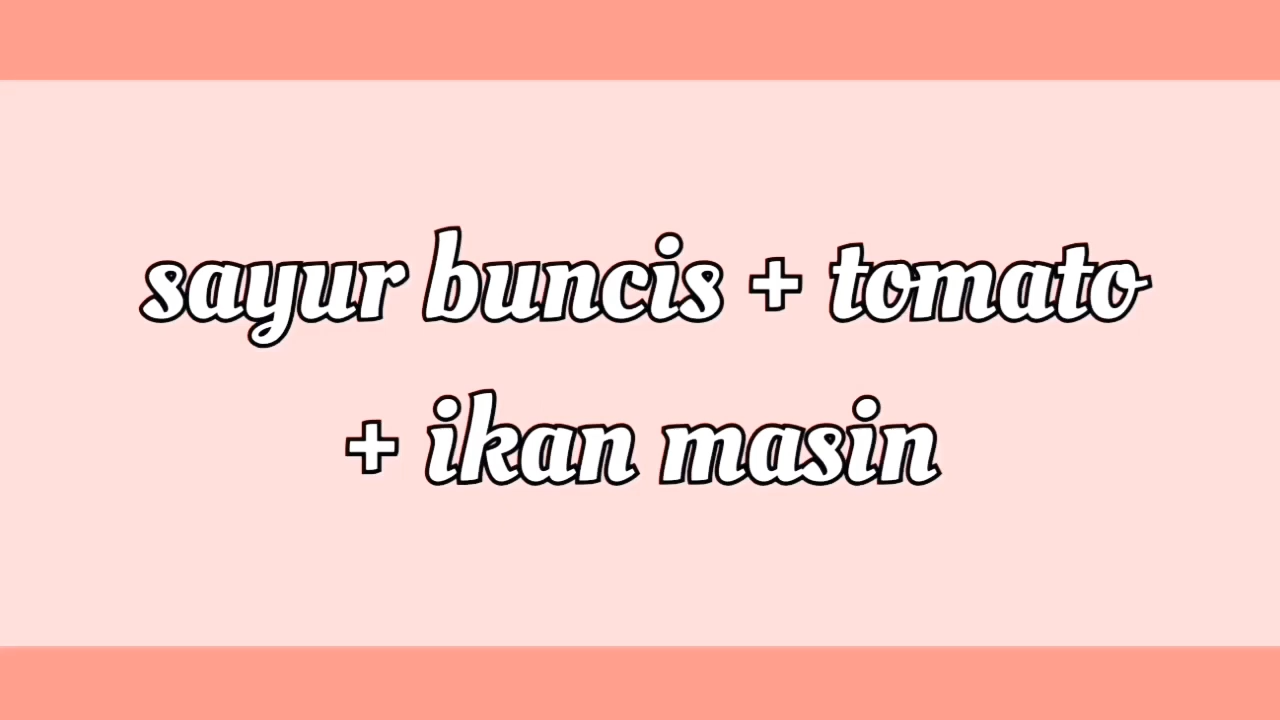 sayur buncis + tomato
+ ikan masin